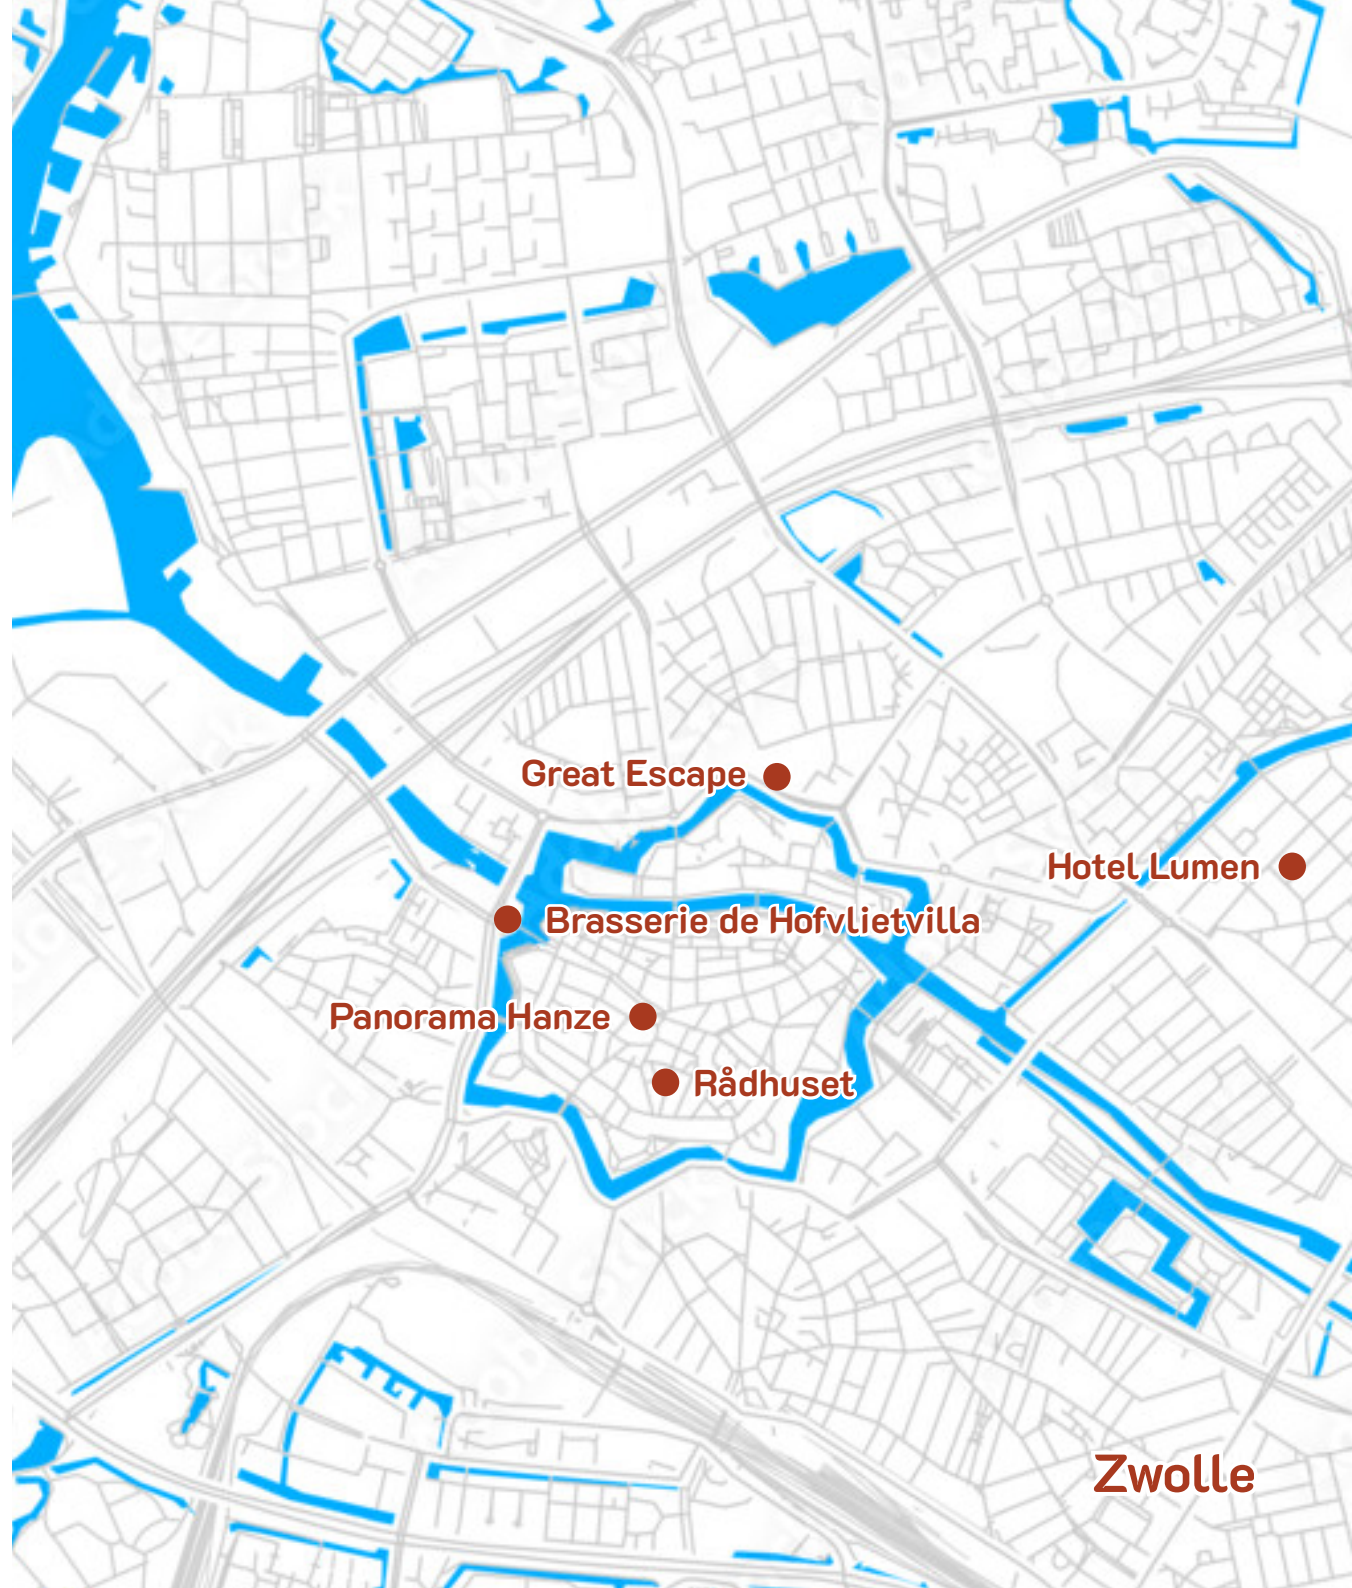 Great Escape
Hotel Lumen
Brasserie de Hofvlietvilla
Panorama Hanze
Rådhuset
Zwolle